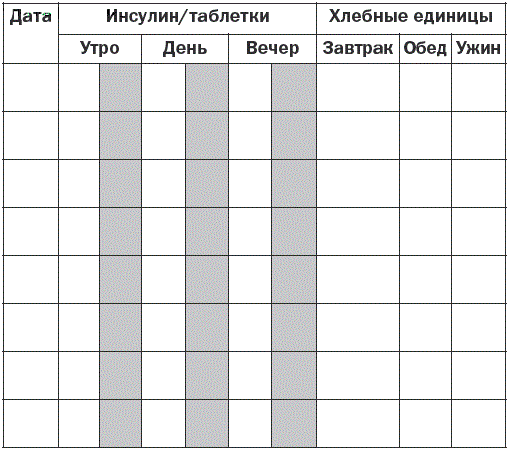 Дата Инсулин/таблетки Хлебные единицы
Утро День Вечер Завтрак Обед Ужин